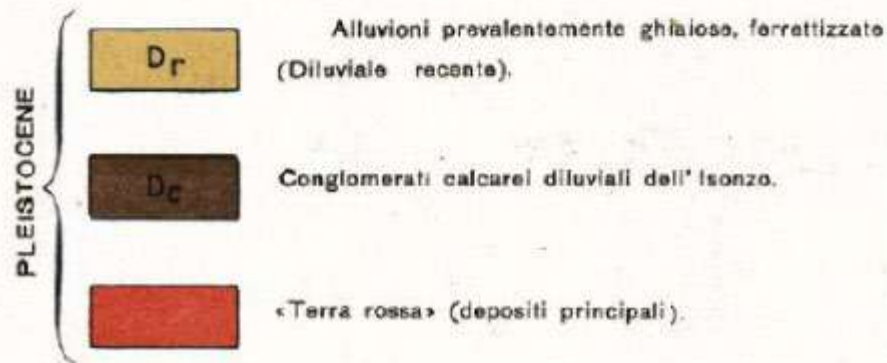 PLEISTOCENE
Dr
Alluvioni prevalentemente ghiaiose, ferrettizzate
(Diluviale recente).
Dc
Conglomerati calcarei diluviali dell'Isonzo.
«Terra rossa» (depositi principali).